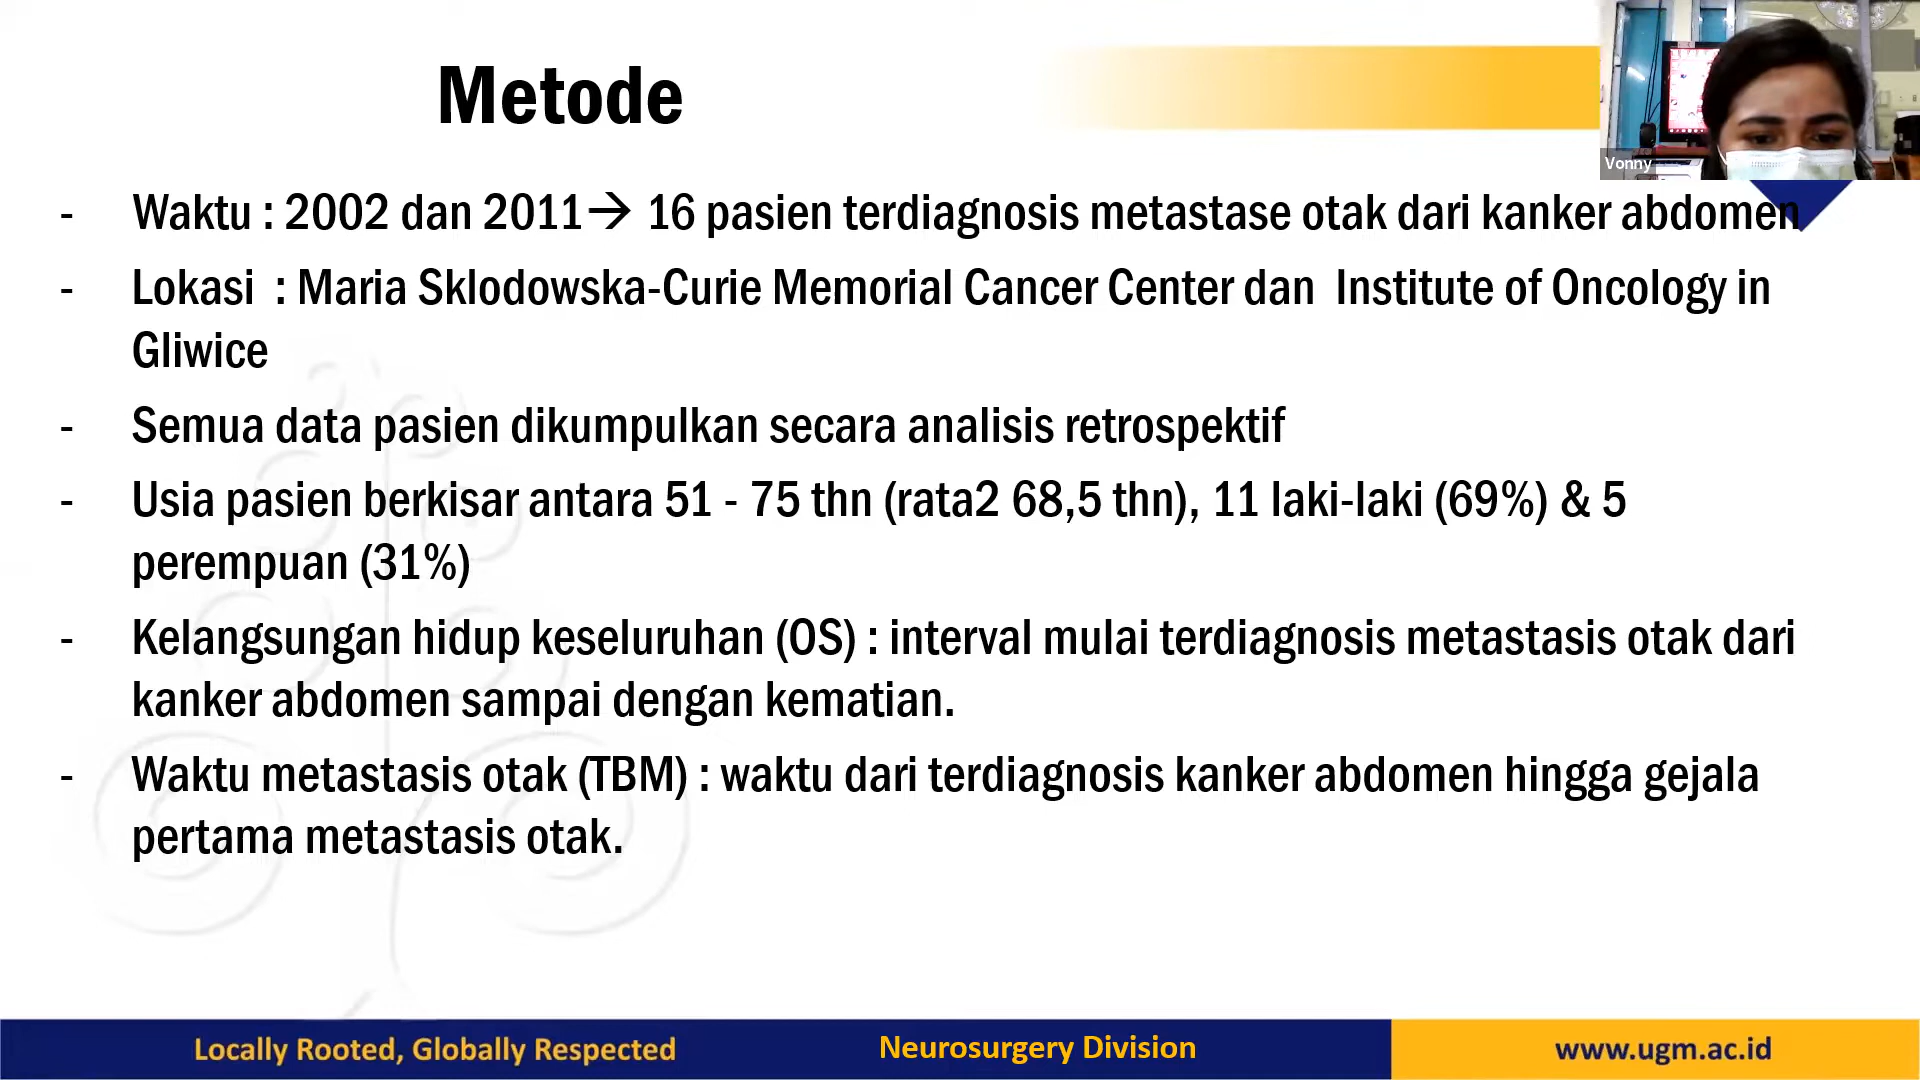 Metode
Vonny
- Waktu : 2002 dan 2011→ 16 pasien terdiagnosis metastase otak dari kanker abdomen
- Lokasi : Maria Sklodowska-Curie Memorial Cancer Center dan Institute of Oncology in
Gliwice
- Semua data pasien dikumpulkan secara analisis retrospektif
- Usia pasien berkisar antara 51 - 75 thn (rata2 68,5 thn), 11 laki-laki (69%) & 5
perempuan (31%)
- Kelangsungan hidup keseluruhan (OS) : interval mulai terdiagnosis metastasis otak dari
kanker abdomen sampai dengan kematian.
- Waktu metastasis otak (TBM) : waktu dari terdiagnosis kanker abdomen hingga gejala
pertama metastasis otak.
Locally Rooted, Globally Respected
Neurosurgery Division
www.ugm.ac.id